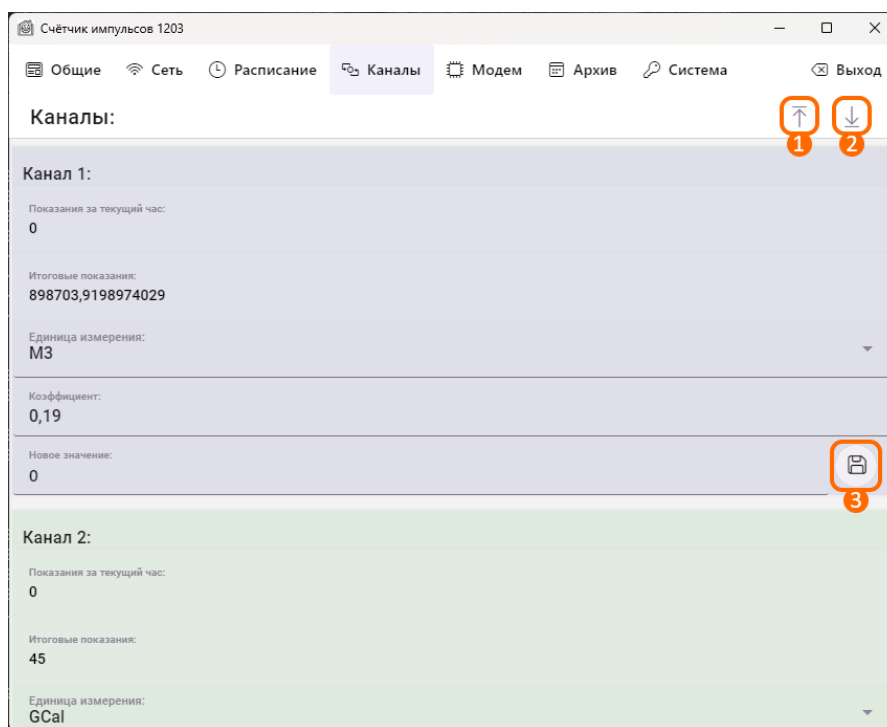 Счётчик импульсов 1203
Общие Сеть Расписание Каналы Модем Архив Система Выход
Каналы:
1 2
Канал 1:
Показания за текущий час:
0
Итоговые показания:
898703,9198974029
Единица измерения:
М3
Коэффициент:
0,19
Новое значение:
0
3
Канал 2:
Показания за текущий час:
0
Итоговые показания:
45
Единица измерения:
GCal